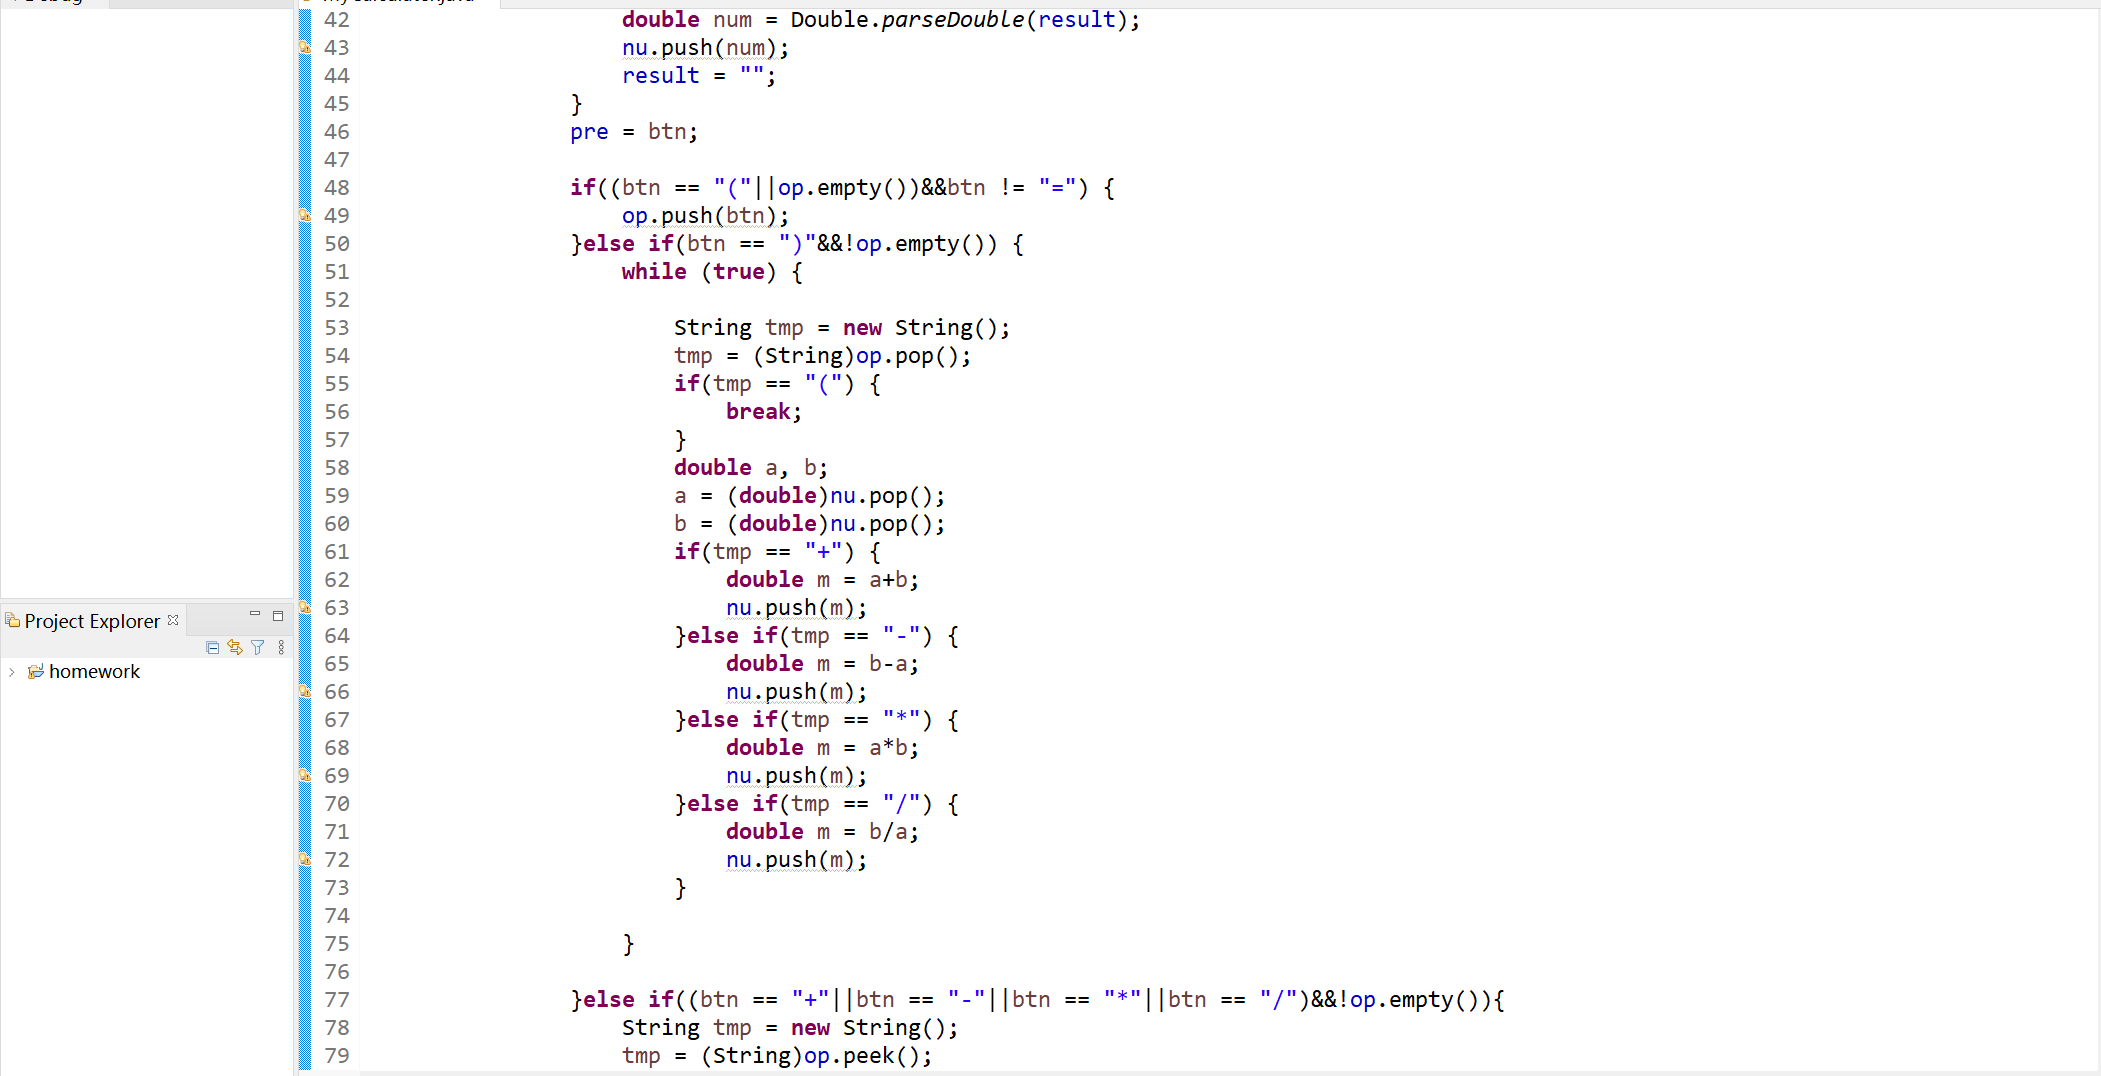 Project Explorer
homework
42 double num = Double.parseDouble(result);
43 nu.push(num);
44 result = "";
45 }
46 pre = btn;
47
48 if((btn == "("||op.empty())&&btn != "=") {
49 op.push(btn);
50 }else if(btn == ")"&&!op.empty()) {
51 while (true) {
52
53 String tmp = new String();
54 tmp = (String)op.pop();
55 if(tmp == "(") {
56 break;
57 }
58 double a, b;
59 a = (double)nu.pop();
60 b = (double)nu.pop();
61 if(tmp == "+") {
62 double m = a+b;
63 nu.push(m);
64 }else if(tmp == "-") {
65 double m = b-a;
66 nu.push(m);
67 }else if(tmp == "*") {
68 double m = a*b;
69 nu.push(m);
70 }else if(tmp == "/") {
71 double m = b/a;
72 nu.push(m);
73 }
74
75 }
76
77 }else if((btn == "+"||btn == "-"||btn == "*"||btn == "/")&&!op.empty()){
78 String tmp = new String();
79 tmp = (String)op.peek();